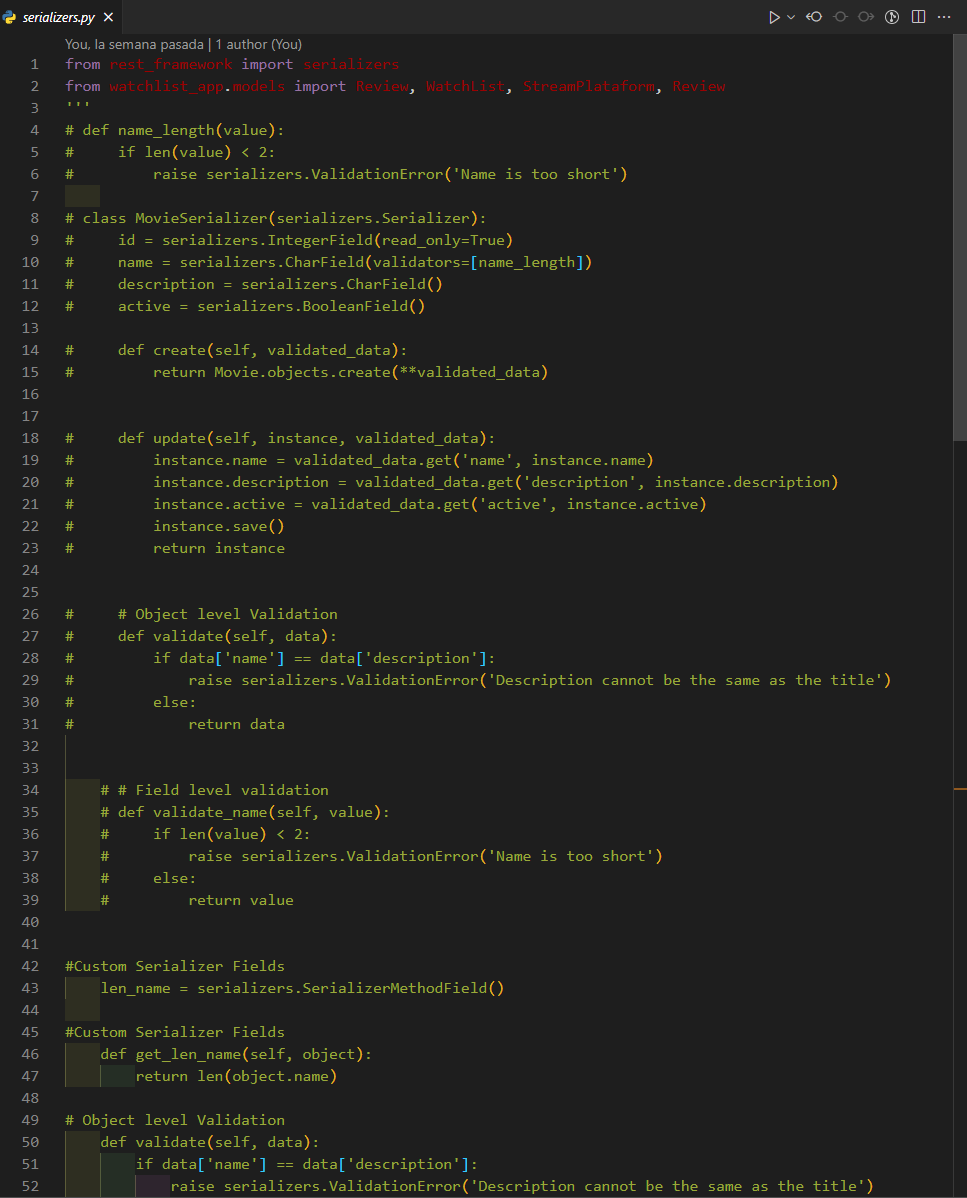 serializers.py
You, la semana pasada | 1 author (You)
1 from rest_framework import serializers
2 from watchlist_app.models import Review, WatchList, StreamPlataform, Review
3 '''
4 # def name_length(value):
5 #     if len(value) < 2:
6 #         raise serializers.ValidationError('Name is too short')
7
8 # class MovieSerializer(serializers.Serializer):
9 #     id = serializers.IntegerField(read_only=True)
10 #     name = serializers.CharField(validators=[name_length])
11 #     description = serializers.CharField()
12 #     active = serializers.BooleanField()
13
14 #     def create(self, validated_data):
15 #         return Movie.objects.create(**validated_data)
16
17
18 #     def update(self, instance, validated_data):
19 #         instance.name = validated_data.get('name', instance.name)
20 #         instance.description = validated_data.get('description', instance.description)
21 #         instance.active = validated_data.get('active', instance.active)
22 #         instance.save()
23 #         return instance
24
25
26 #     # Object level Validation
27 #     def validate(self, data):
28 #         if data['name'] == data['description']:
29 #             raise serializers.ValidationError('Description cannot be the same as the title')
30 #         else:
31 #             return data
32
33
34     # # Field level validation
35     # def validate_name(self, value):
36     #     if len(value) < 2:
37     #         raise serializers.ValidationError('Name is too short')
38     #     else:
39     #         return value
40
41
42 #Custom Serializer Fields
43     len_name = serializers.SerializerMethodField()
44
45 #Custom Serializer Fields
46     def get_len_name(self, object):
47         return len(object.name)
48
49 # Object level Validation
50     def validate(self, data):
51         if data['name'] == data['description']:
52             raise serializers.ValidationError('Description cannot be the same as the title')